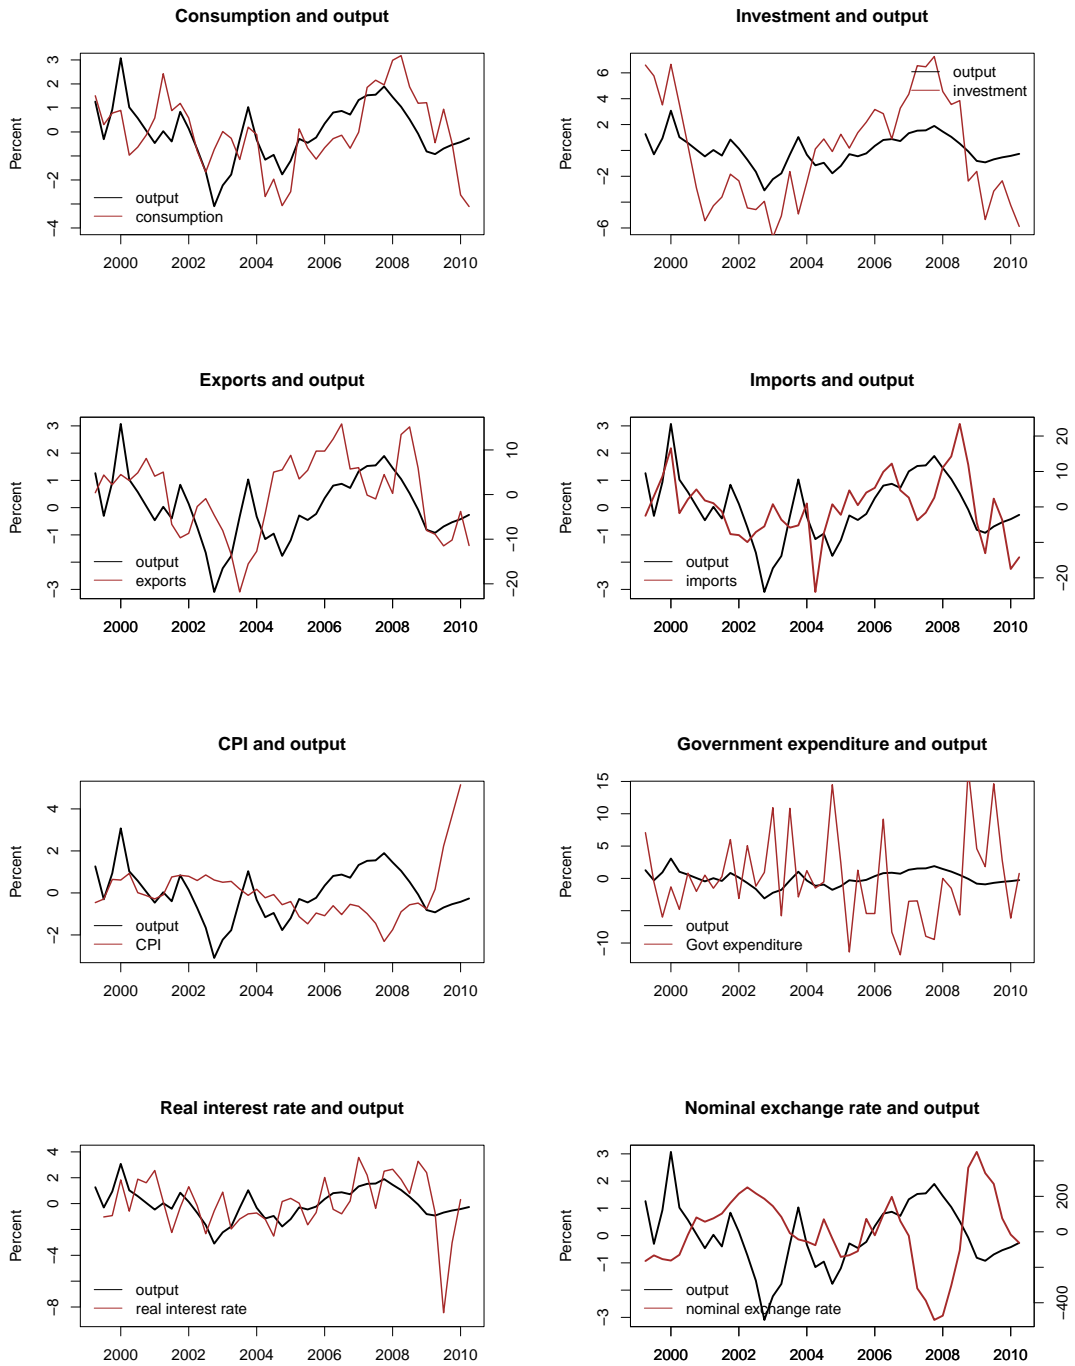 Consumption and output
Percent
3
2
1
0
-2
-4
output
consumption
2000 2002 2004 2006 2008 2010
Investment and output
Percent
6
2
-2
-6
output
investment
2000 2002 2004 2006 2008 2010
Exports and output
Percent
3
2
1
0
-1
-3
10
0
-10
-20
output
exports
2000 2002 2004 2006 2008 2010
Imports and output
Percent
3
2
1
0
-1
-3
20
10
0
-20
output
imports
2000 2002 2004 2006 2008 2010
CPI and output
Percent
4
2
0
-2
output
CPI
2000 2002 2004 2006 2008 2010
Government expenditure and output
Percent
15
10
5
0
-10
output
Govt expenditure
2000 2002 2004 2006 2008 2010
Real interest rate and output
Percent
4
2
0
-4
-8
output
real interest rate
2000 2002 2004 2006 2008 2010
Nominal exchange rate and output
Percent
3
2
1
0
-1
-3
200
0
-400
output
nominal exchange rate
2000 2002 2004 2006 2008 2010